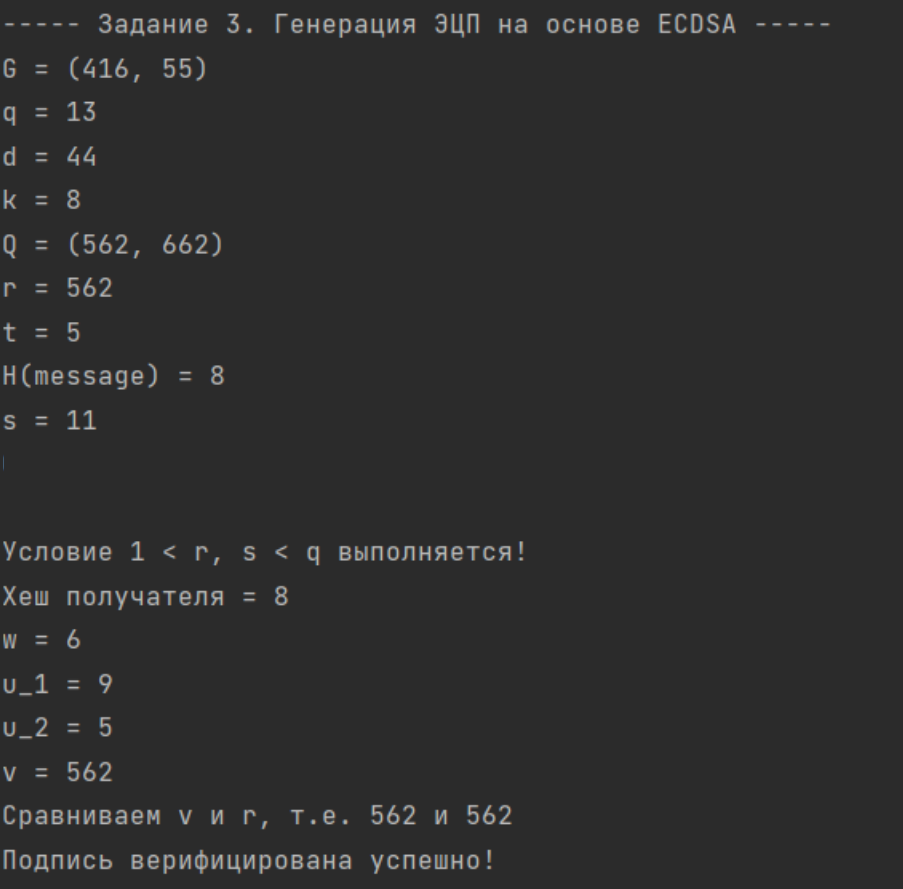 ----- Задание 3. Генерация ЭЦП на основе ECDSA -----
G = (416, 55)
q = 13
d = 44
k = 8
Q = (562, 662)
r = 562
t = 5
H(message) = 8
s = 11
Условие 1 < r, s < q выполняется!
Хеш получателя = 8
w = 6
u_1 = 9
u_2 = 5
v = 562
Сравниваем v и r, т.е. 562 и 562
Подпись верифицирована успешно!